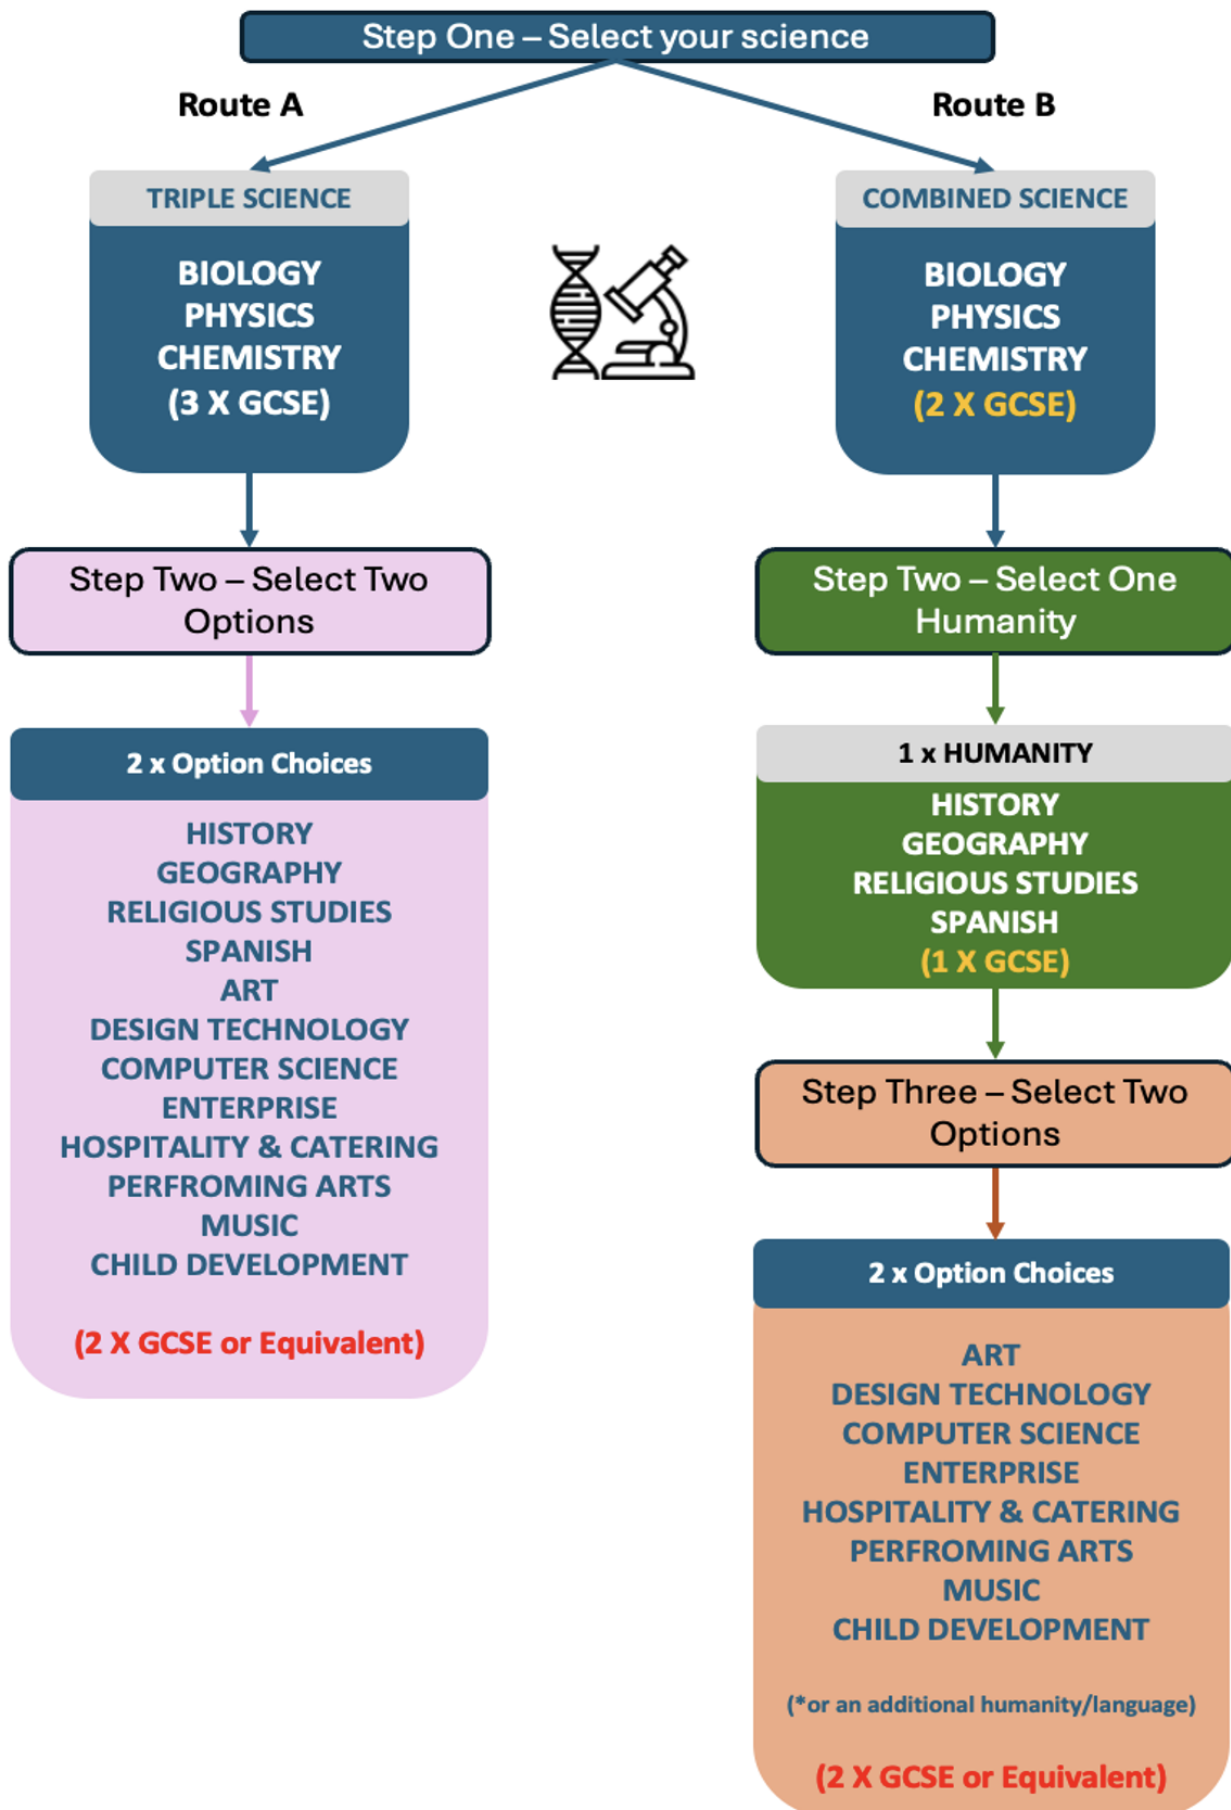 Step One – Select your science
Route A
TRIPLE SCIENCE
BIOLOGY
PHYSICS
CHEMISTRY
(3 X GCSE)
Step Two – Select Two
Options
2 x Option Choices
HISTORY
GEOGRAPHY
RELIGIOUS STUDIES
SPANISH
ART
DESIGN TECHNOLOGY
COMPUTER SCIENCE
ENTERPRISE
HOSPITALITY & CATERING
PERFROMING ARTS
MUSIC
CHILD DEVELOPMENT
(2 X GCSE or Equivalent)
Route B
COMBINED SCIENCE
BIOLOGY
PHYSICS
CHEMISTRY
(2 X GCSE)
Step Two – Select One
Humanity
1 x HUMANITY
HISTORY
GEOGRAPHY
RELIGIOUS STUDIES
SPANISH
(1 X GCSE)
Step Three – Select Two
Options
2 x Option Choices
ART
DESIGN TECHNOLOGY
COMPUTER SCIENCE
ENTERPRISE
HOSPITALITY & CATERING
PERFROMING ARTS
MUSIC
CHILD DEVELOPMENT
(*or an additional humanity/language)
(2 X GCSE or Equivalent)